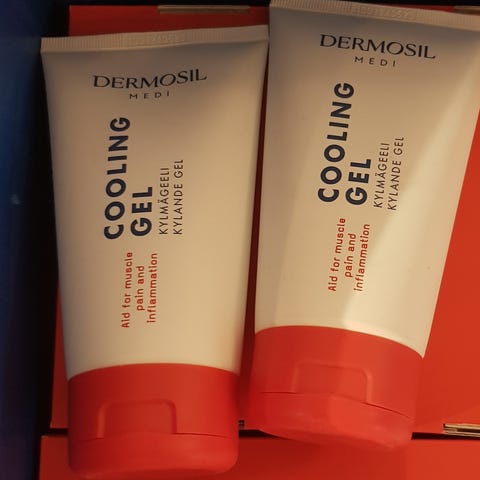 DERMOSIL
MEDI
COOLING
GEL
KYLMÄGEELI
KYLANDE GEL
Aid for muscle
pain and
inflammation
DERMOSIL
MEDI
COOLING
GEL
KYLMÄGEELI
KYLANDE GEL
Aid for muscle
pain and
inflammation